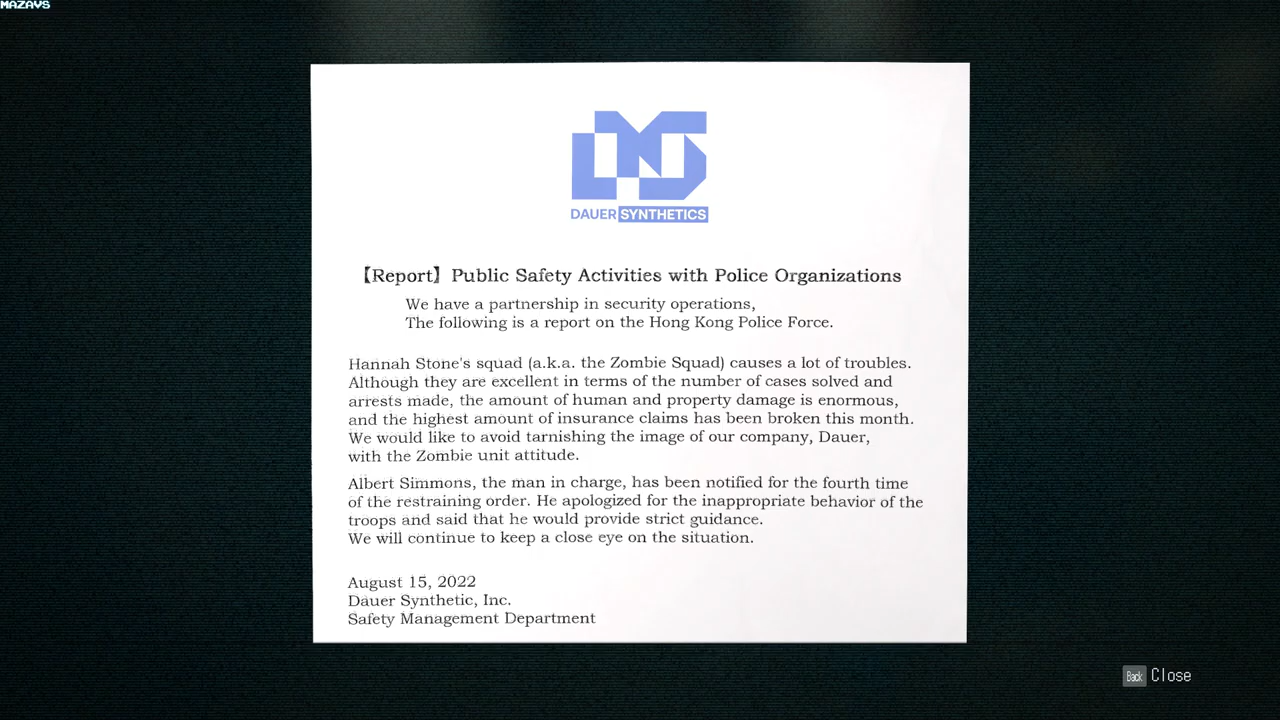 MAZAVS
DNS
DAUER SYNTHETICS
【Report】 Public Safety Activities with Police Organizations
We have a partnership in security operations,
The following is a report on the Hong Kong Police Force.
Hannah Stone's squad (a.k.a. the Zombie Squad) causes a lot of troubles.
Although they are excellent in terms of the number of cases solved and
arrests made, the amount of human and property damage is enormous,
and the highest amount of insurance claims has been broken this month.
We would like to avoid tarnishing the image of our company, Dauer,
with the Zombie unit attitude.
Albert Simmons, the man in charge, has been notified for the fourth time
of the restraining order. He apologized for the inappropriate behavior of the
troops and said that he would provide strict guidance.
We will continue to keep a close eye on the situation.
August 15, 2022
Dauer Synthetic, Inc.
Safety Management Department
Back Close